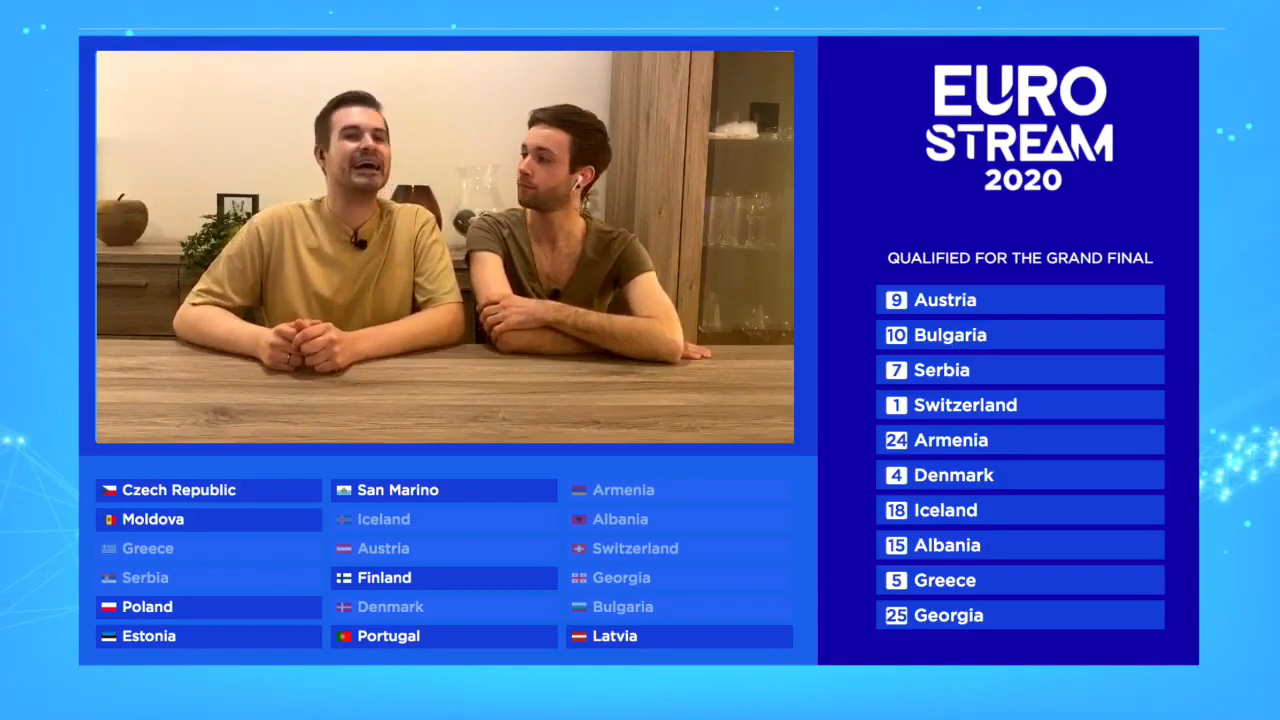 EURO
STREAM
2020
QUALIFIED FOR THE GRAND FINAL
9 Austria
10 Bulgaria
7 Serbia
1 Switzerland
24 Armenia
4 Denmark
18 Iceland
15 Albania
5 Greece
25 Georgia
Czech Republic
Moldova
Greece
Serbia
Poland
Estonia
San Marino
Iceland
Austria
Finland
Denmark
Portugal
Armenia
Albania
Switzerland
Georgia
Bulgaria
Latvia